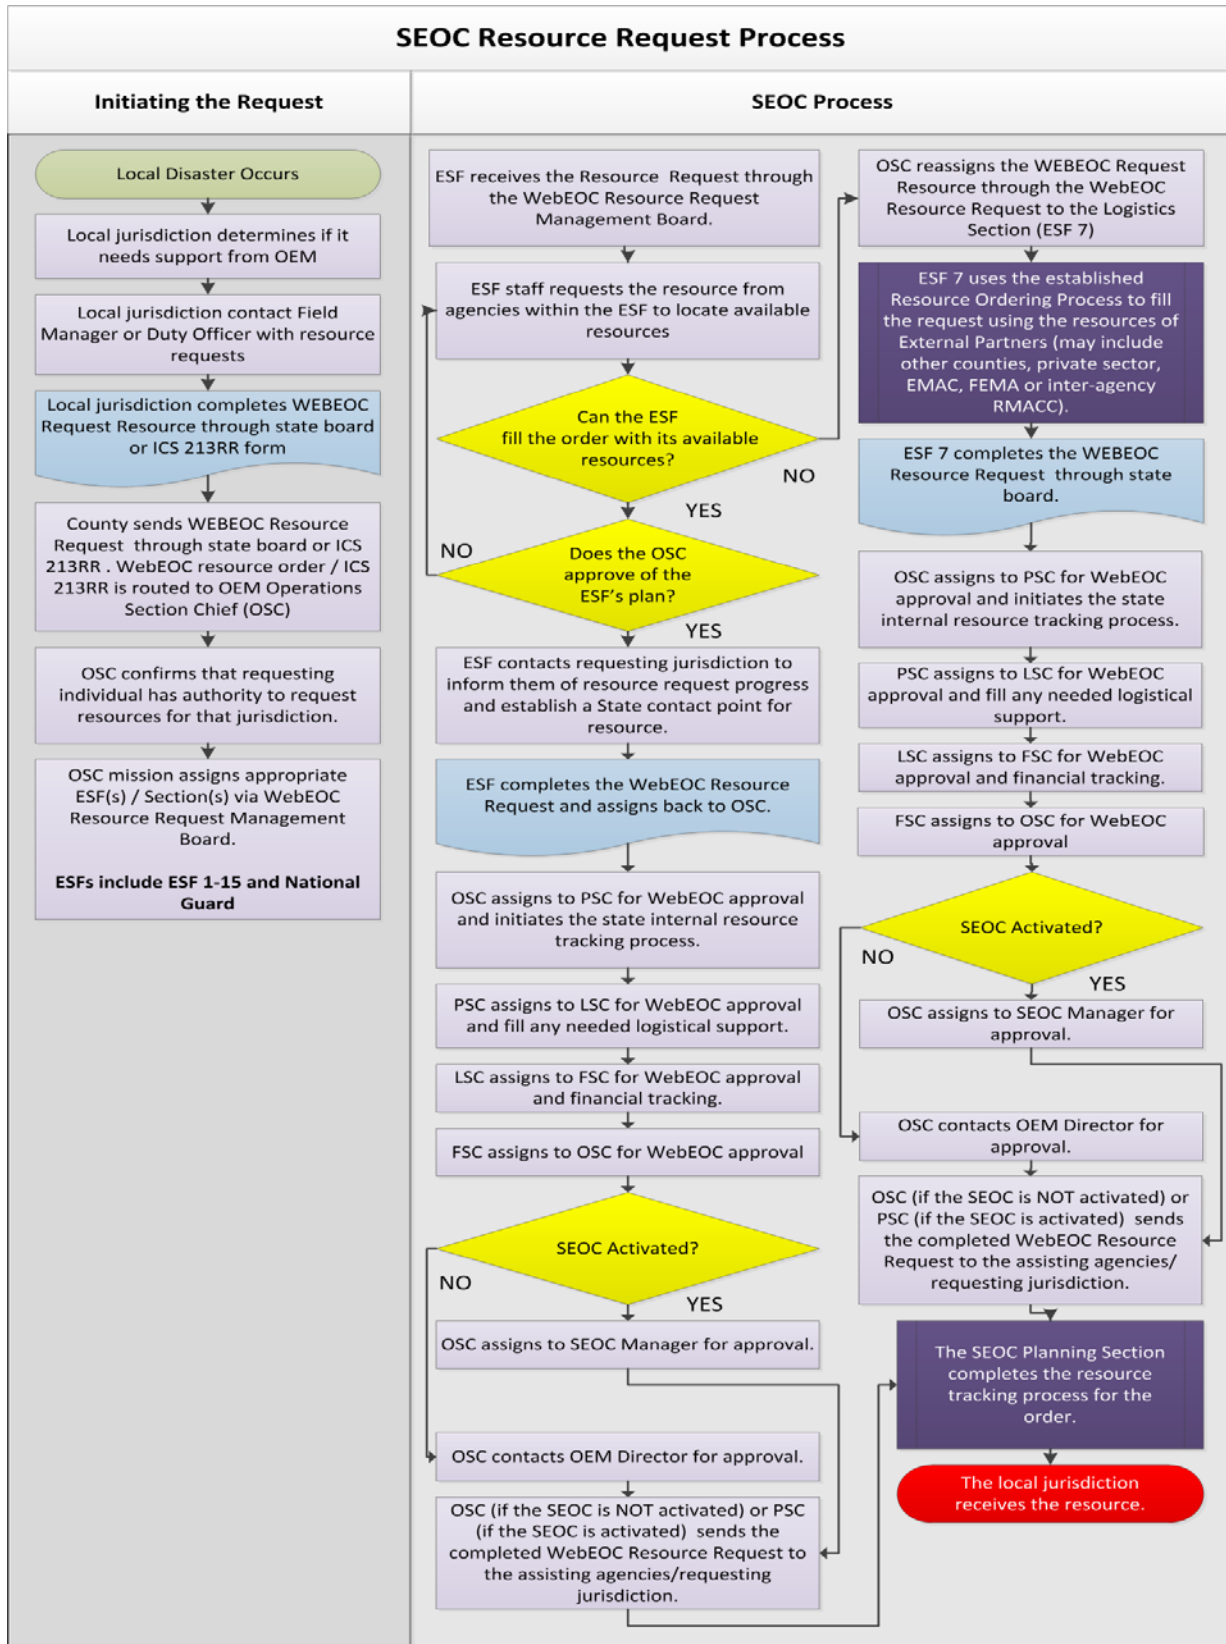 SEOC Resource Request Process
Initiating the Request
Local Disaster Occurs
Local jurisdiction determines if it
needs support from OEM
Local jurisdiction contact Field
Manager or Duty Officer with resource
requests
Local jurisdiction completes WEBEOC
Request Resource through state board
or ICS 213RR form
County sends WEBEOC Resource
Request through state board or ICS
213RR . WebEOC resource order / ICS
213RR is routed to OEM Operations
Section Chief (OSC)
OSC confirms that requesting
individual has authority to request
resources for that jurisdiction.
OSC mission assigns appropriate
ESF(s) / Section(s) via WebEOC
Resource Request Management
Board.
ESFs include ESF 1-15 and National
Guard
SEOC Process
ESF receives the Resource Request through
the WebEOC Resource Request
Management Board.
ESF staff requests the resource from
agencies within the ESF to locate available
resources
Can the ESF
fill the order with its available
resources?
NO
YES
Does the OSC
approve of the
ESF's plan?
NO
YES
ESF contacts requesting jurisdiction to
inform them of resource request progress
and establish a State contact point for
resource.
ESF completes the WebEOC Resource
Request and assigns back to OSC.
OSC assigns to PSC for WebEOC approval
and initiates the state internal resource
tracking process.
PSC assigns to LSC for WebEOC approval
and fill any needed logistical support.
LSC assigns to FSC for WebEOC approval
and financial tracking.
FSC assigns to OSC for WebEOC approval
SEOC Activated?
NO
YES
OSC assigns to SEOC Manager for approval.
OSC contacts OEM Director for approval.
OSC (if the SEOC is NOT activated) or PSC
(if the SEOC is activated) sends the
completed WebEOC Resource Request to
the assisting agencies/requesting
jurisdiction.
OSC reassigns the WEBEOC Request
Resource through the WebEOC
Resource Request to the Logistics
Section (ESF 7)
ESF 7 uses the established
Resource Ordering Process to fill
the request using the resources of
External Partners (may include
other counties, private sector,
EMAC, FEMA or inter-agency
RMACC).
ESF 7 completes the WEBEOC
Resource Request through state
board.
OSC assigns to PSC for WebEOC
approval and initiates the state
internal resource tracking process.
PSC assigns to LSC for WebEOC
approval and fill any needed logistical
support.
LSC assigns to FSC for WebEOC
approval and financial tracking.
FSC assigns to OSC for WebEOC
approval
SEOC Activated?
NO
YES
OSC assigns to SEOC Manager for
approval.
OSC contacts OEM Director for
approval.
OSC (if the SEOC is NOT activated) or
PSC (if the SEOC is activated) sends
the completed WebEOC Resource
Request to the assisting agencies/
requesting jurisdiction.
The SEOC Planning Section
completes the resource
tracking process for the
order.
The local jurisdiction
receives the resource.